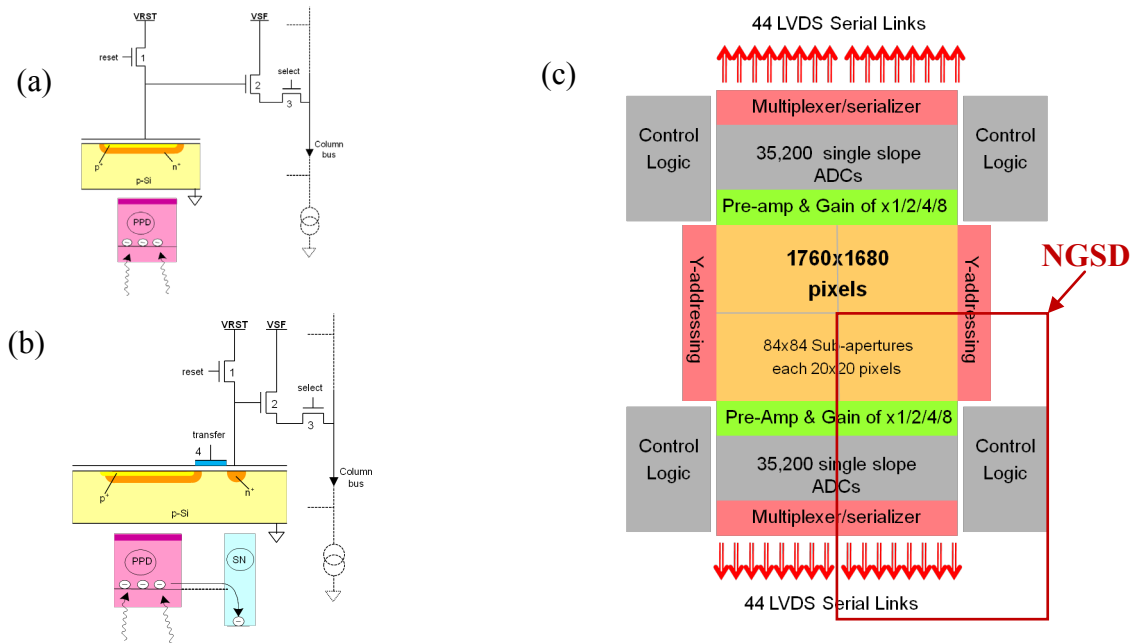 (a)
VRST
VSF
reset
1
2
select
3
Column
bus
p+
n+
p-Si
PPD
(b)
VRST
VSF
reset
1
2
select
3
transfer
4
Column
bus
p+
n+
p-Si
PPD
SN
(c)
44 LVDS Serial Links
Multiplexer/serializer
Control
Logic
35,200 single slope
ADCs
Control
Logic
Pre-amp & Gain of x1/2/4/8
Y-addressing
1760x1680
pixels
Y-addressing
NGSD
84x84 Sub-apertures
each 20x20 pixels
Pre-Amp & Gain of x1/2/4/8
Control
Logic
35,200 single slope
ADCs
Control
Logic
Multiplexer/serializer
44 LVDS Serial Links